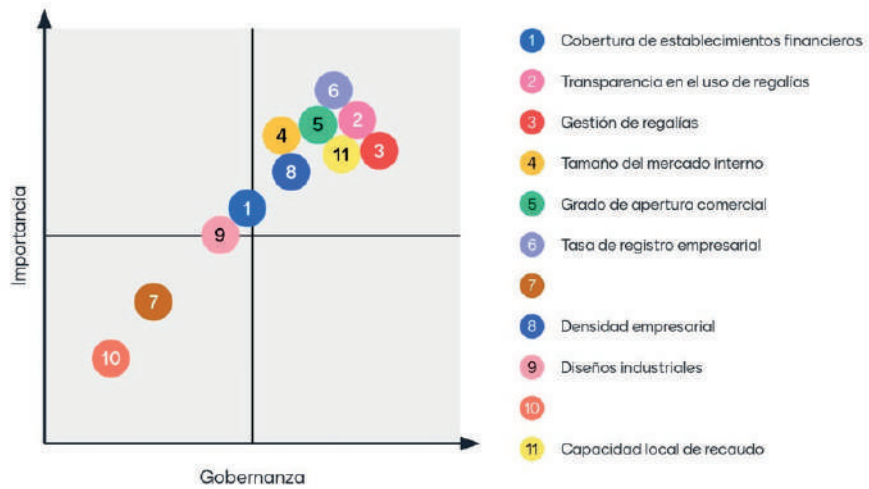 Importancia
6
5
2
4
11
3
8
1
9
7
10
Gobernanza
1 Cobertura de establecimientos financieros
2 Transparencia en el uso de regalías
3 Gestión de regalías
4 Tamaño del mercado interno
5 Grado de apertura comercial
6 Tasa de registro empresarial
7
8 Densidad empresarial
9 Diseños industriales
10
11 Capacidad local de recaudo